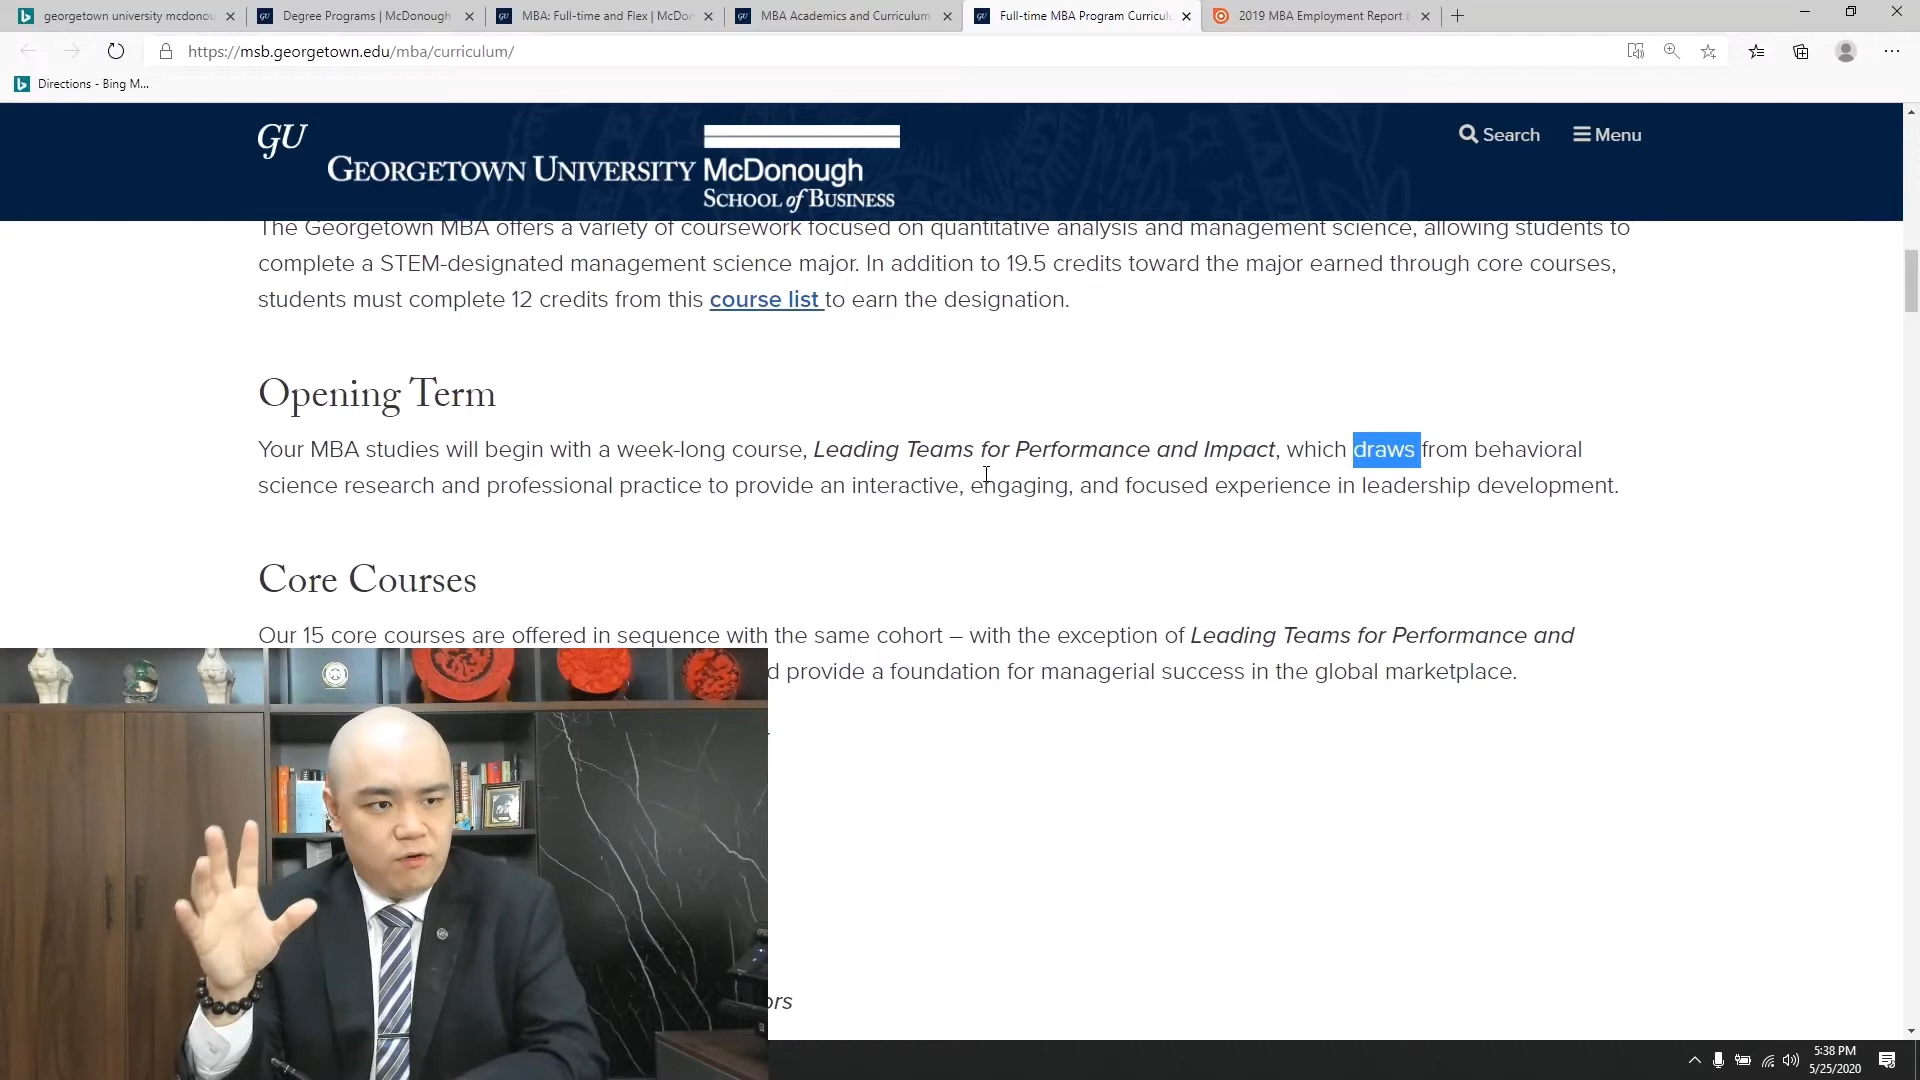 georgetown university mcdonou
Degree Programs | McDonough
MBA: Full-time and Flex | McDon
MBA Academics and Curriculum
Full-time MBA Program Curricul
2019 MBA Employment Report
https://msb.georgetown.edu/mba/curriculum/
Directions - Bing M...
GU
GEORGETOWN UNIVERSITY McDonough
SCHOOL of BUSINESS
Search
Menu
The Georgetown MBA offers a variety of coursework focused on quantitative analysis and management science, allowing students to
complete a STEM-designated management science major. In addition to 19.5 credits toward the major earned through core courses,
students must complete 12 credits from this course list to earn the designation.
Opening Term
Your MBA studies will begin with a week-long course, Leading Teams for Performance and Impact, which draws from behavioral
science research and professional practice to provide an interactive, engaging, and focused experience in leadership development.
Core Courses
Our 15 core courses are offered in sequence with the same cohort – with the exception of Leading Teams for Performance and
d provide a foundation for managerial success in the global marketplace.
ors
5:38 PM
5/25/2020